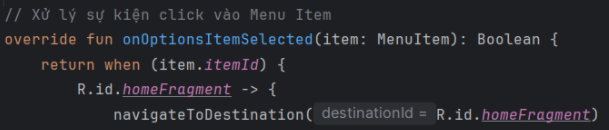 // Xử lý sự kiện click vào Menu Item
override fun onOptionsItemSelected(item: MenuItem): Boolean {
return when (item.itemId) {
R.id.homeFragment -> {
navigateToDestination( destinationId = R.id.homeFragment)